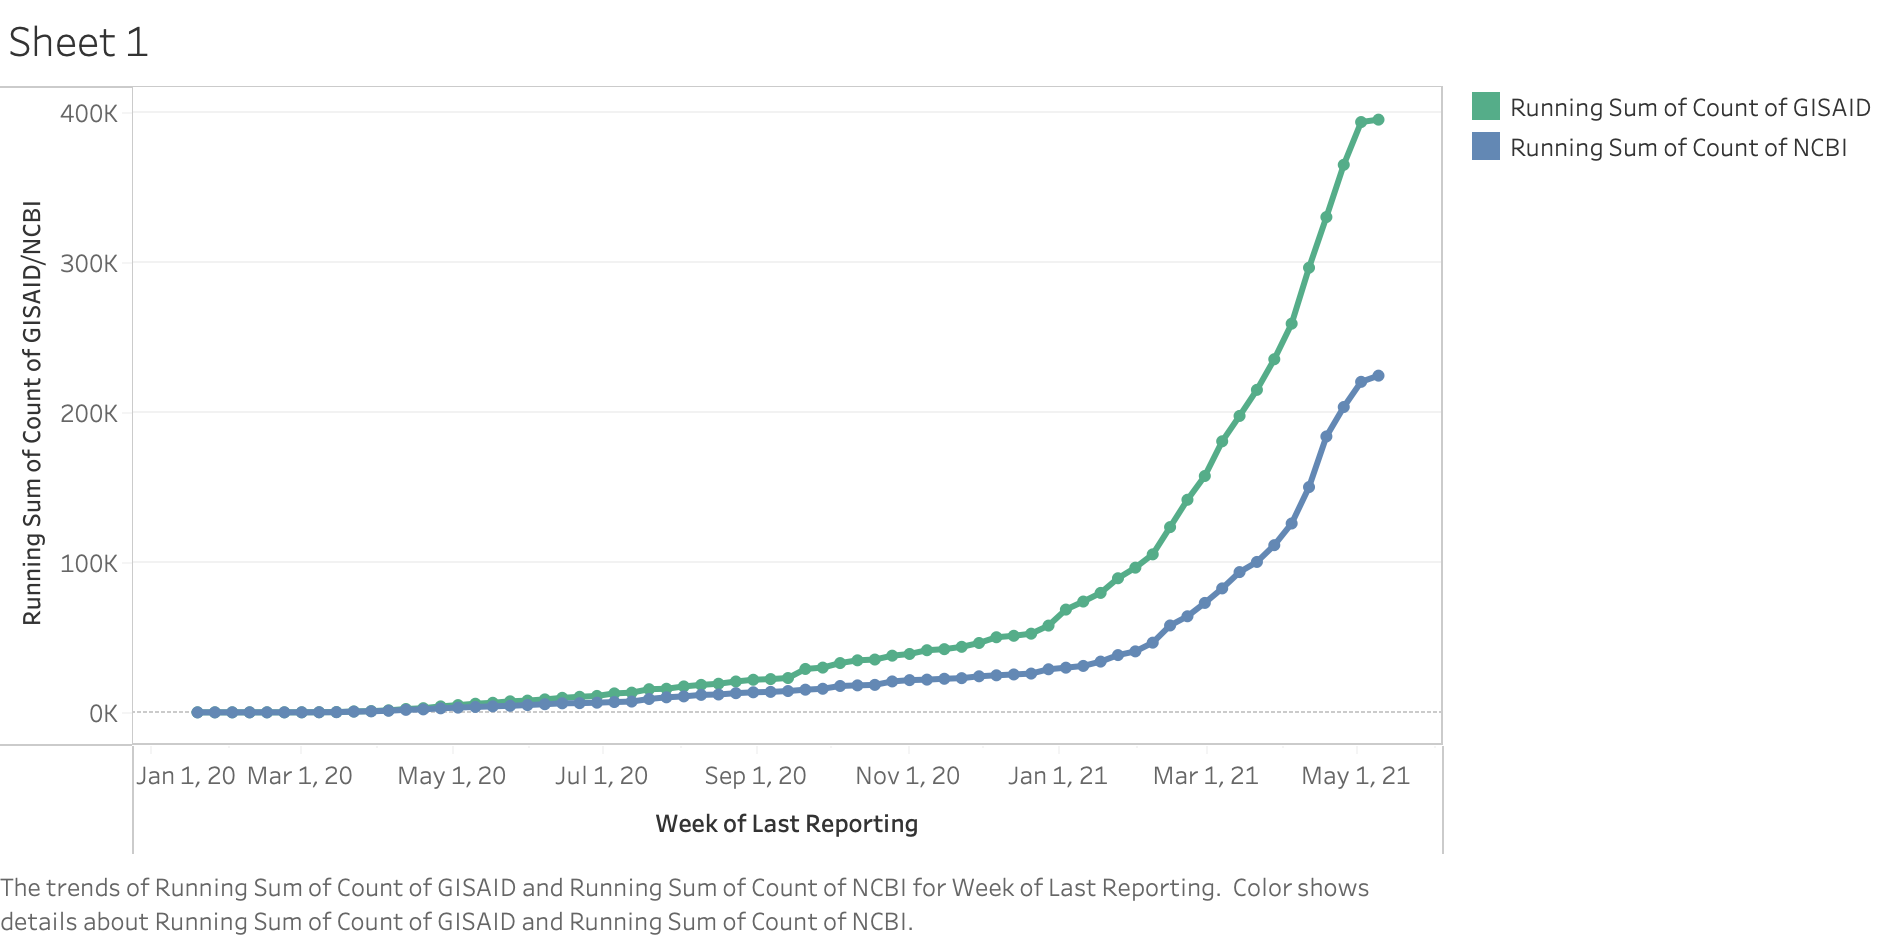 Sheet 1
Running Sum of Count of GISAID/NCBI
400K
300K
200K
100K
0K
Jan 1, 20 Mar 1, 20 May 1, 20 Jul 1, 20 Sep 1, 20 Nov 1, 20 Jan 1, 21 Mar 1, 21 May 1, 21
Week of Last Reporting
Running Sum of Count of GISAID
Running Sum of Count of NCBI
The trends of Running Sum of Count of GISAID and Running Sum of Count of NCBI for Week of Last Reporting.  Color shows
details about Running Sum of Count of GISAID and Running Sum of Count of NCBI.